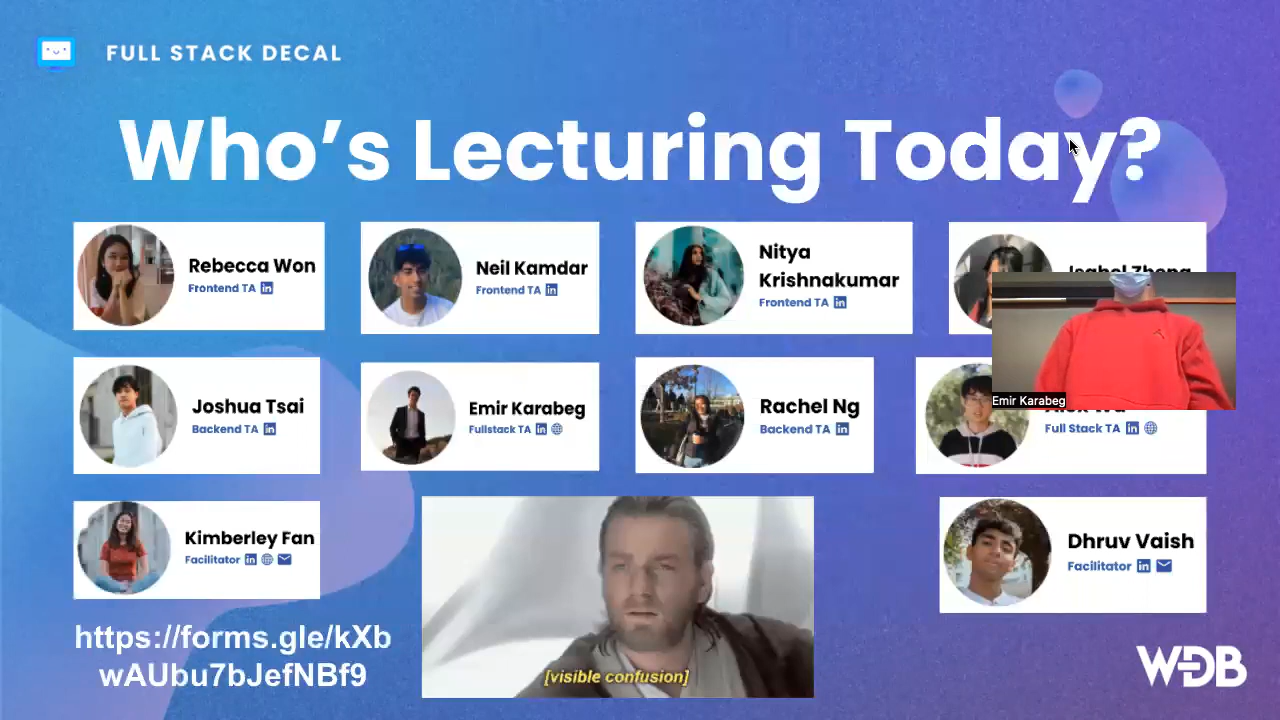 FULL STACK DECAL
Who's Lecturing Today?
Rebecca Won
Frontend TA
Neil Kamdar
Frontend TA
Nitya
Krishnakumar
Frontend TA
Isabel Zheng
Emir Karabeg
Joshua Tsai
Backend TA
Emir Karabeg
Fullstack TA
Rachel Ng
Backend TA
Full Stack TA
Kimberley Fan
Facilitator
Dhruv Vaish
Facilitator
https://forms.gle/kXb
wAUbu7bJefNBf9
[visible confusion]
WDB